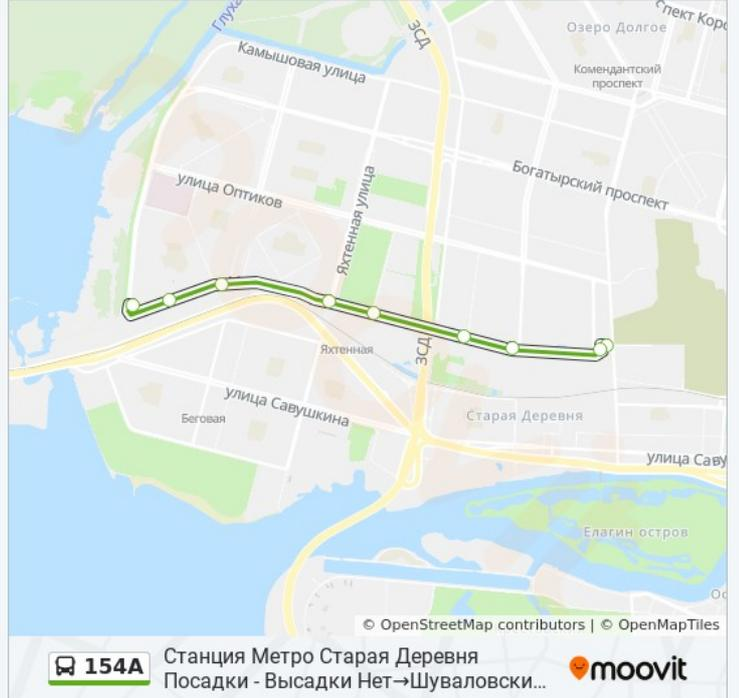 Глуха
ЗСД
спект Коро
Озеро Долгое
Камышовая улица
Комендантский
проспект
Богатырский проспект
улица Оптиков
Яхтенная улица
ЗСД
Яхтенная
улица Савушкина
Беговая
Старая Деревня
улица Саву
Елагин остров
© OpenStreetMap contributors | © OpenMapTiles
154А
Станция Метро Старая Деревня
Посадки - Высадки Нет→Шуваловски...
moovit